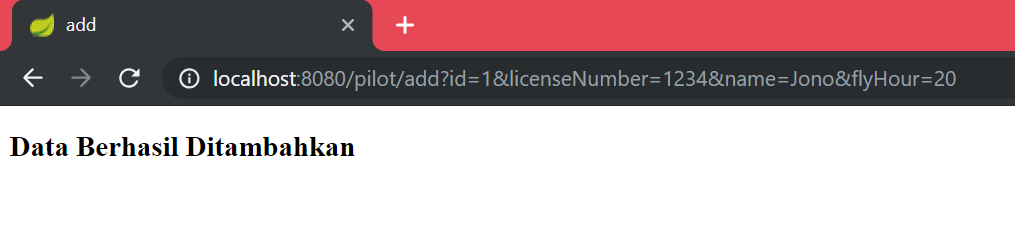 add
localhost:8080/pilot/add?id=1&licenseNumber=1234&name=Jono&flyHour=20
Data Berhasil Ditambahkan